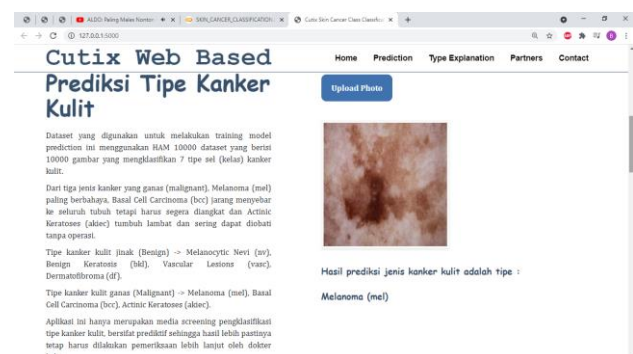 ALDO: Paling Males Nonton
SKIN_CANCER_CLASSIFICATION
Cutix Skin Cancer Class Classific
127.0.0.1:5000
Cutix Web Based
Home Prediction Type Explanation Partners Contact
Prediksi Tipe Kanker
Kulit
Dataset yang digunakan untuk melakukan training model
prediction ini menggunakan HAM 10000 dataset yang berisi
10000 gambar yang mengklasifikan 7 tipe sel (kelas) kanker
kulit.
Dari tiga jenis kanker yang ganas (malignant), Melanoma (mel)
paling berbahaya, Basal Cell Carcinoma (bcc) jarang menyebar
ke seluruh tubuh tetapi harus segera diangkat dan Actinic
Keratoses (akiec) tumbuh lambat dan sering dapat diobati
tanpa operasi.
Tipe kanker kulit jinak (Benign) -> Melanocytic Nevi (nv),
Benign Keratosis (bkl), Vascular Lesions (vasc),
Dermatofibroma (df).
Tipe kanker kulit ganas (Malignant) -> Melanoma (mel), Basal
Cell Carcinoma (bcc), Actinic Keratoses (akiec).
Aplikasi ini hanya merupakan media screening pengklasifikasi
tipe kanker kulit, bersifat prediktif sehingga hasil lebih pastinya
tetap harus dilakukan pemeriksaan lebih lanjut oleh dokter
Upload Photo
Hasil prediksi jenis kanker kulit adalah tipe :
Melanoma (mel)